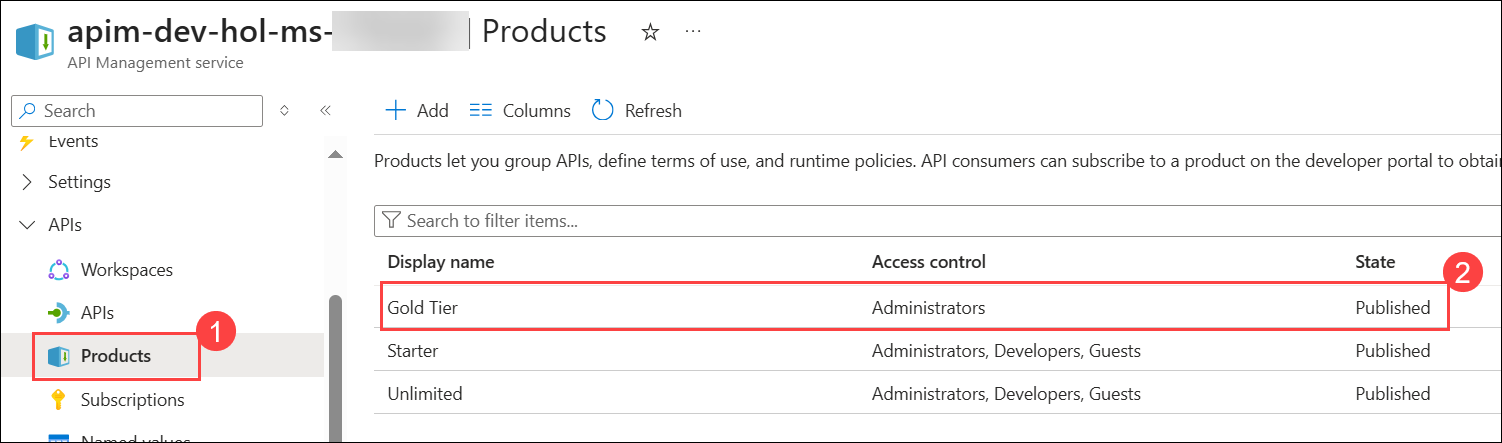 apim-dev-hol-ms- | Products
API Management service
Search
Add Columns Refresh
Events
Settings
APIs
Workspaces
APIs
Products
1
Subscriptions
Named values
Products let you group APIs, define terms of use, and runtime policies. API consumers can subscribe to a product on the developer portal to obtain
Search to filter items...
Display name Access control State
2
Gold Tier Administrators Published
Starter Administrators, Developers, Guests Published
Unlimited Administrators, Developers, Guests Published